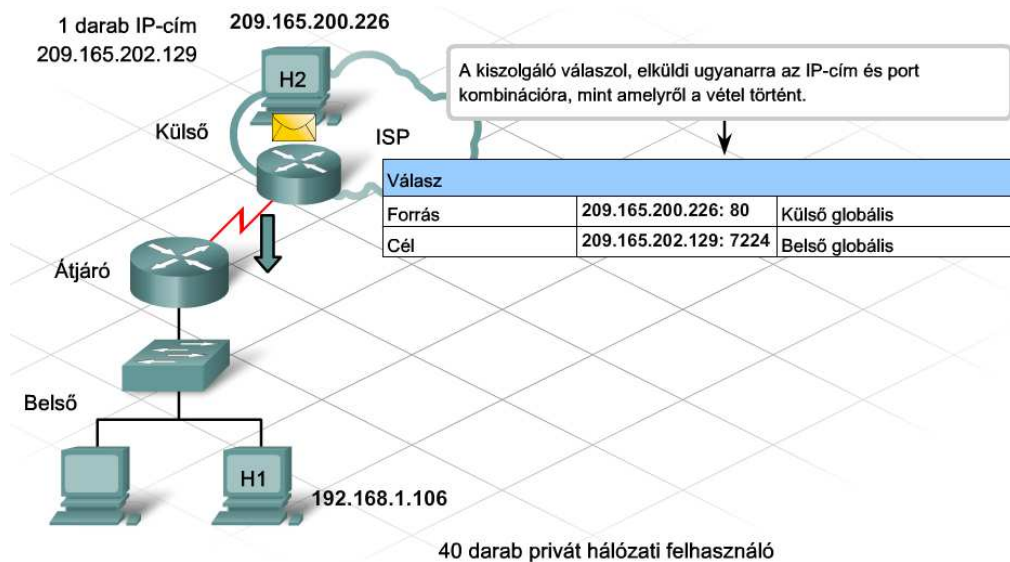 1 darab IP-cím
209.165.202.129
209.165.200.226
H2
Külső
ISP
A kiszolgáló válaszol, elküldi ugyanarra az IP-cím és port
kombinációra, mint amelyről a vétel történt.
Válasz
Forrás 209.165.200.226: 80 Külső globális
Cél 209.165.202.129: 7224 Belső globális
Átjáró
Belső
H1
192.168.1.106
40 darab privát hálózati felhasználó